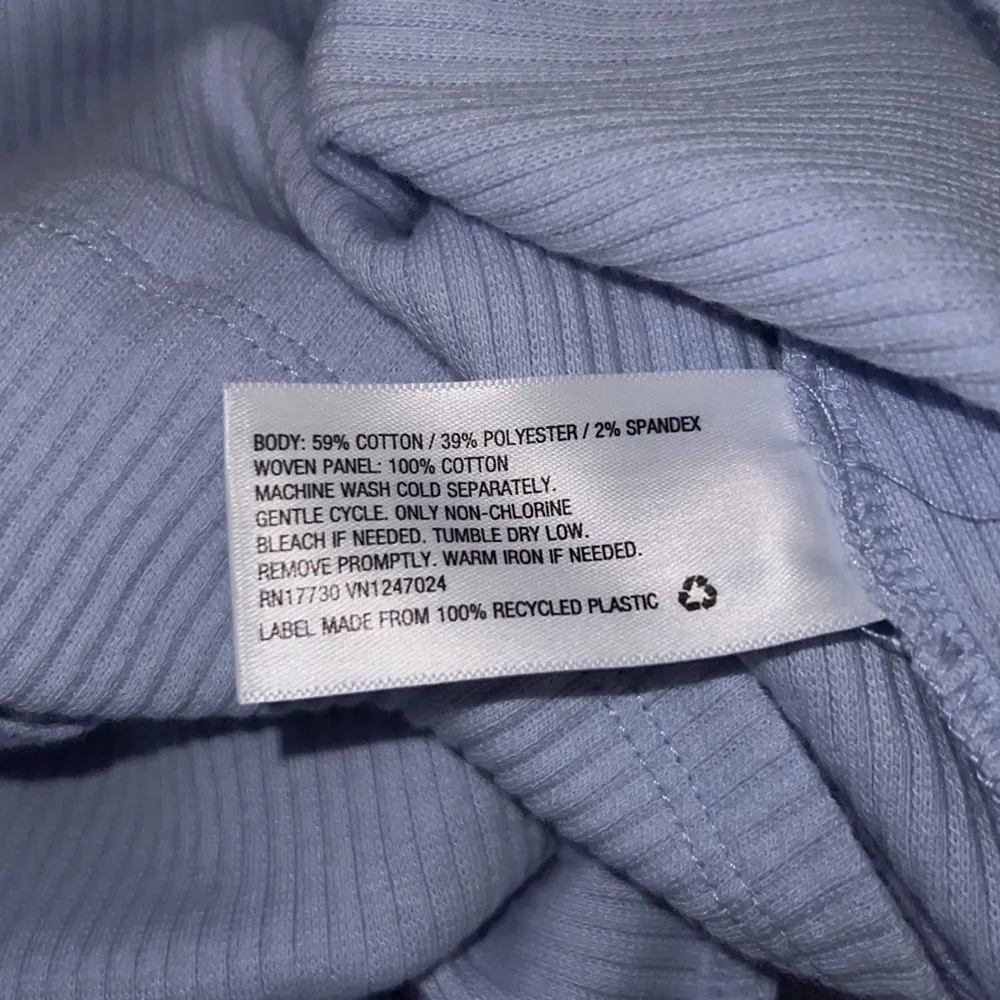 BODY: 59% COTTON / 39% POLYESTER / 2% SPANDEX
WOVEN PANEL: 100% COTTON
MACHINE WASH COLD SEPARATELY.
GENTLE CYCLE. ONLY NON-CHLORINE
BLEACH IF NEEDED. TUMBLE DRY LOW.
REMOVE PROMPTLY. WARM IRON IF NEEDED.
RN17730 VN1247024
LABEL MADE FROM 100% RECYCLED PLASTIC